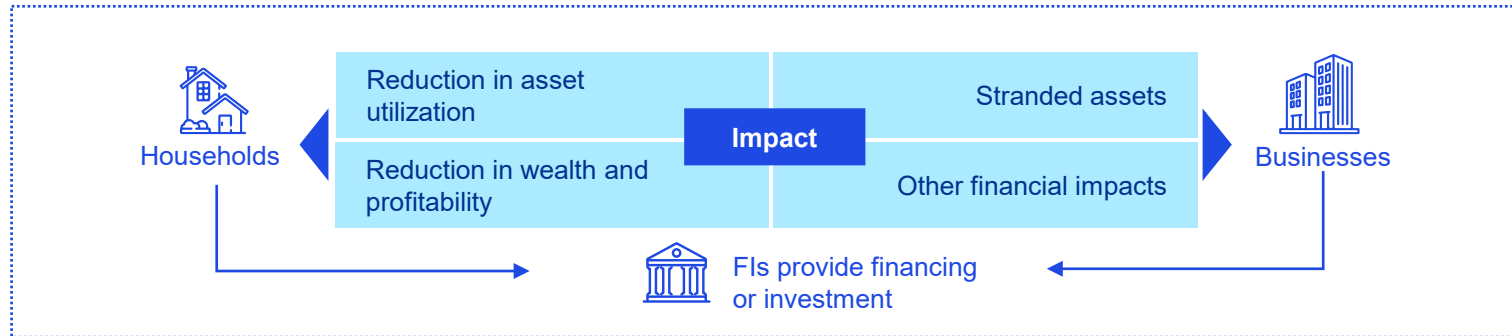 Reduction in asset
utilization
Stranded assets
Impact
Households
Reduction in wealth and
profitability
Other financial impacts
Businesses
FIs provide financing
or investment